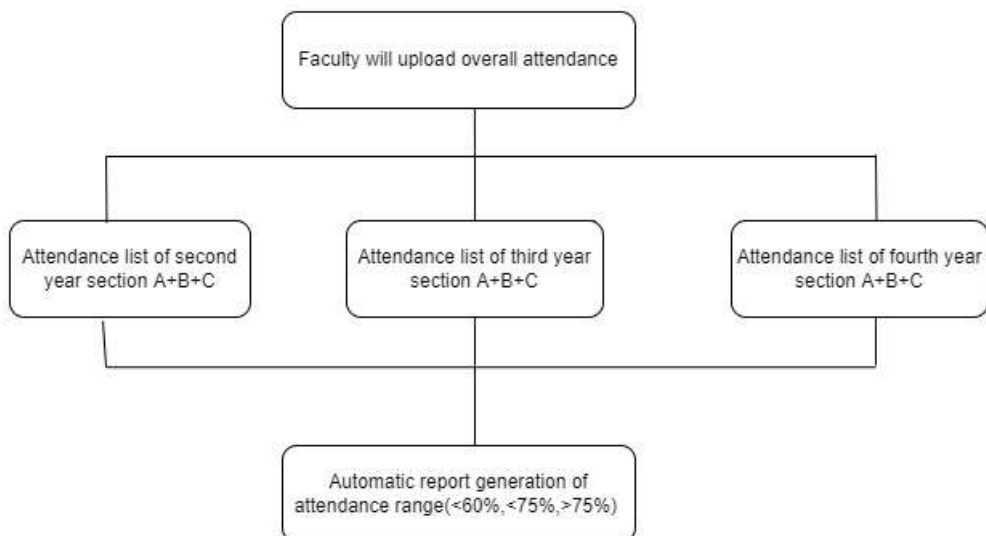 Faculty will upload overall attendance
Attendance list of second
year section A+B+C
Attendance list of third year
section A+B+C
Attendance list of fourth year
section A+B+C
Automatic report generation of
attendance range(<60%,<75%,>75%)